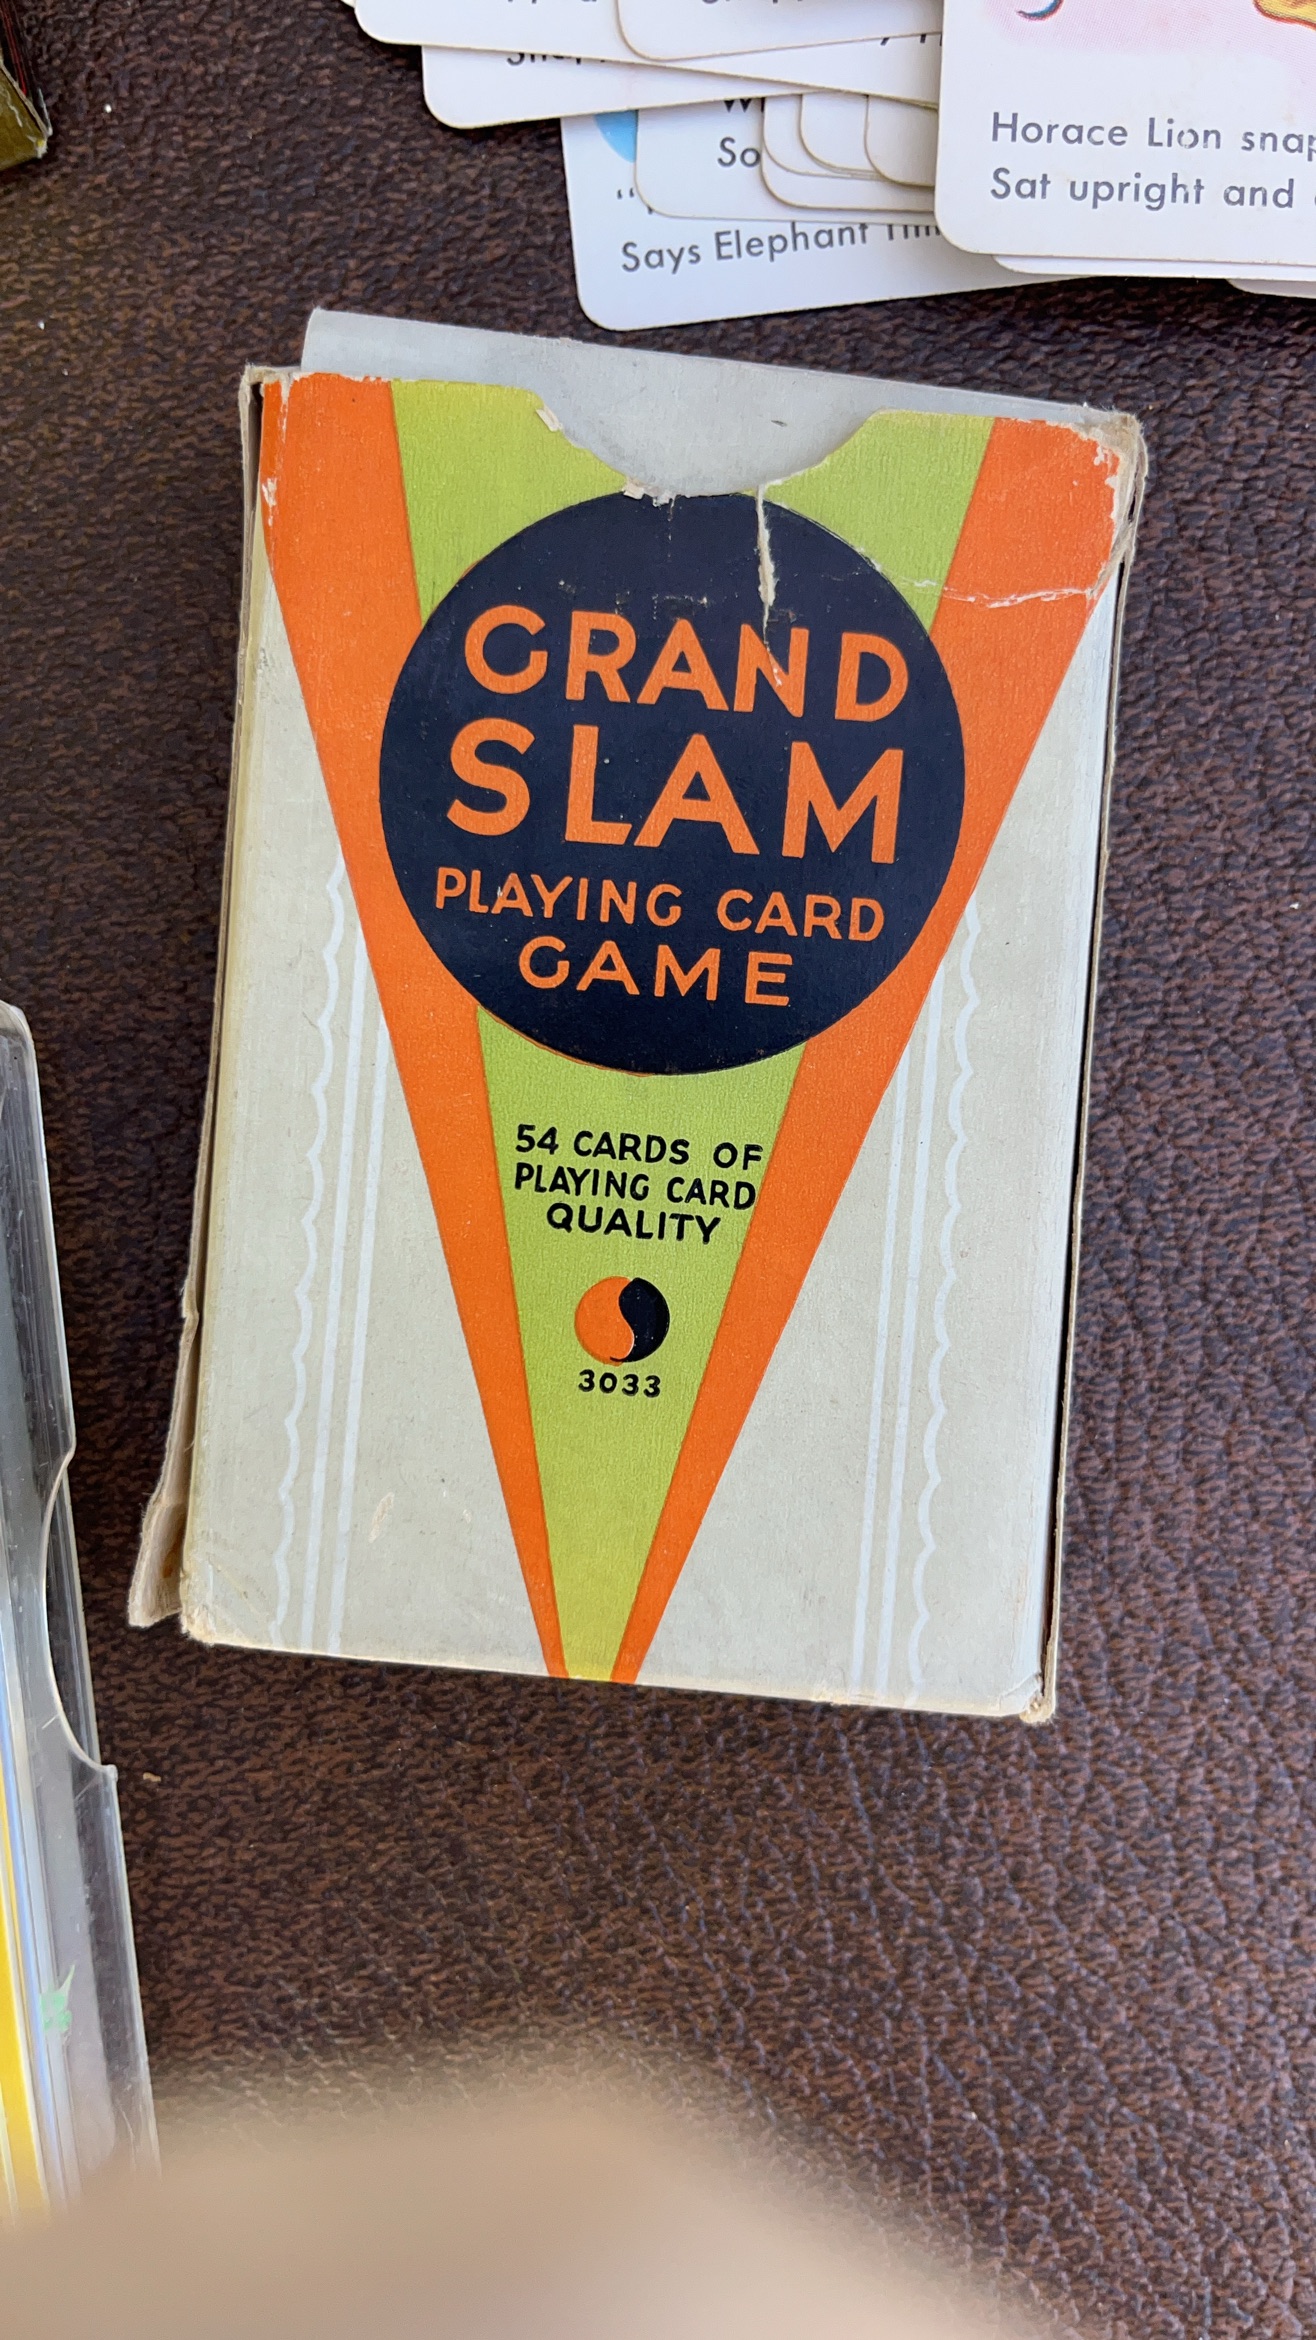 So
Says Elephant
Horace Lion
Sat upright and
GRAND
SLAM
PLAYING CARD
GAME
54 CARDS OF
PLAYING CARD
QUALITY
3033